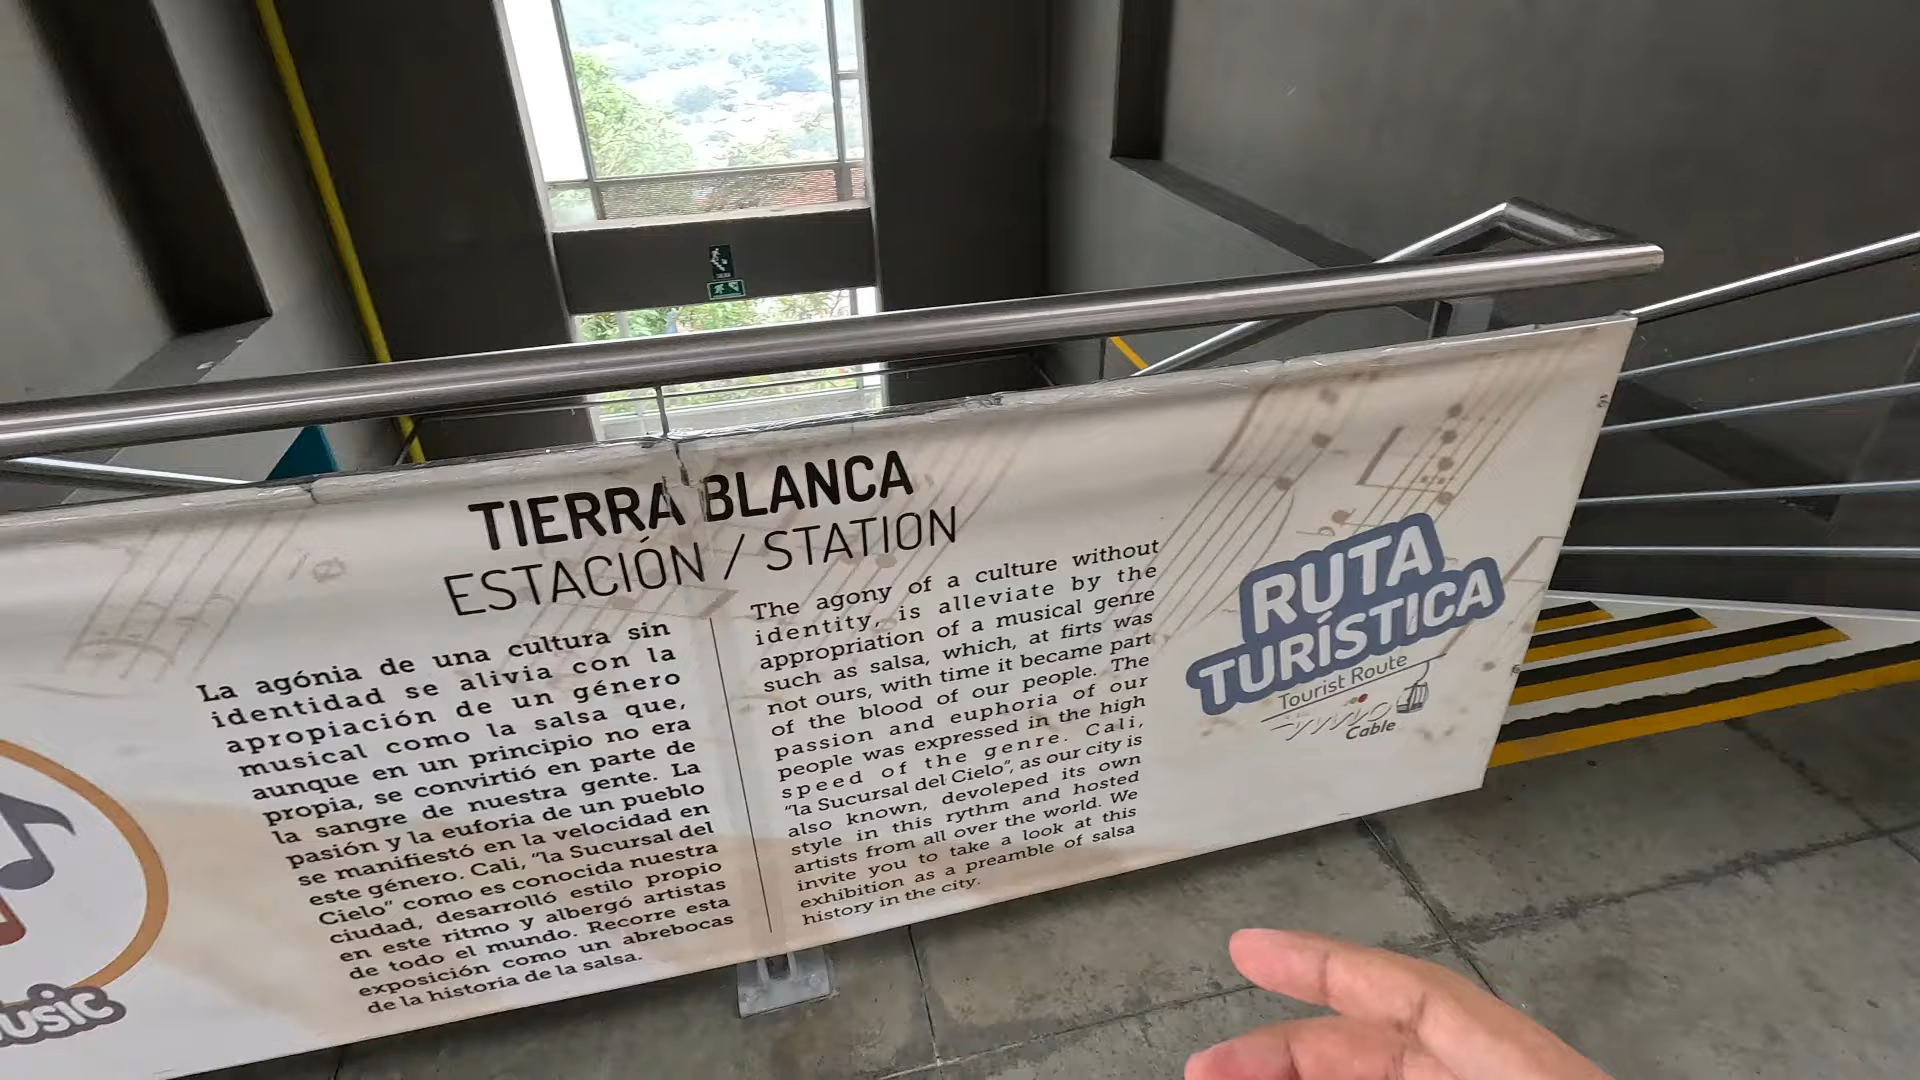 TIERRA BLANCA
ESTACIÓN / STATION
La agónia de una cultura sin
identidad se alivia con la
apropiación de un género
musical como la salsa que,
aunque en un principio no era
propia, se convirtió en parte de
la sangre de nuestra gente. La
pasión y la euforia de un pueblo
se manifiestó en la velocidad en
este género. Cali, "la Sucursal del
Cielo" como es conocida nuestra
ciudad, desarrolló estilo propio
en este ritmo y albergó artistas
de todo el mundo. Recorre esta
exposición como un abrebocas
de la historia de la salsa.
The agony of a culture without
identity, is alleviate by the
appropriation of a musical genre
such as salsa, which, at firts was
not ours, with time it became part
of the blood of our people. The
passion and euphoria of our
people was expressed in the high
speed of the genre. Cali,
"la Sucursal del Cielo", as our city is
also known, devoleped its own
style in this rythm and hosted
artists from all over the world. We
invite you to take a look at this
exhibition as a preamble of salsa
history in the city.
RUTA
TURÍSTICA
Tourist Route
Cable